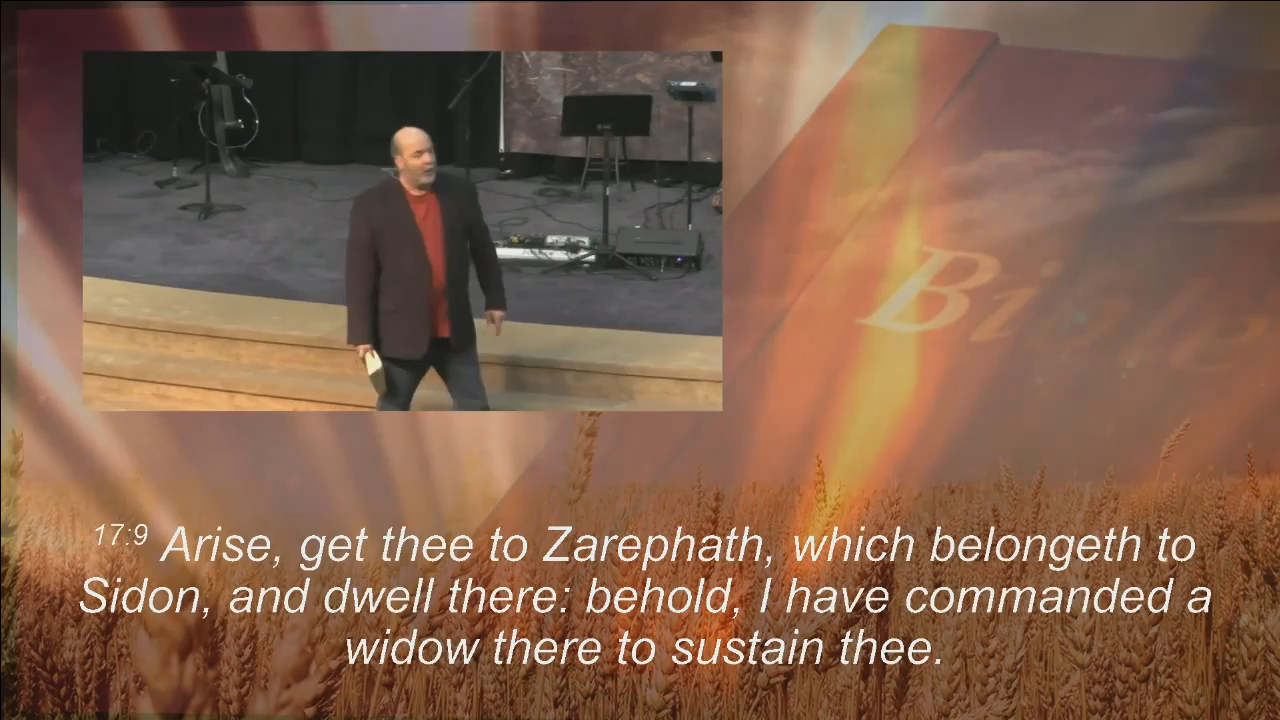 Bible
17:9 Arise, get thee to Zarephath, which belongeth to
Sidon, and dwell there: behold, I have commanded a
widow there to sustain thee.